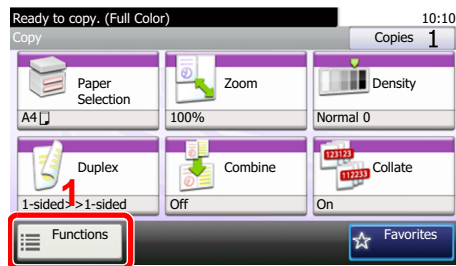 Ready to copy. (Full Color) 10:10
Copy Copies 1
Paper Selection
Zoom
Density
A4 100% Normal 0
123123
112233
Duplex
Combine
Collate
1
1-sided>>1-sided Off On
Functions
Favorites